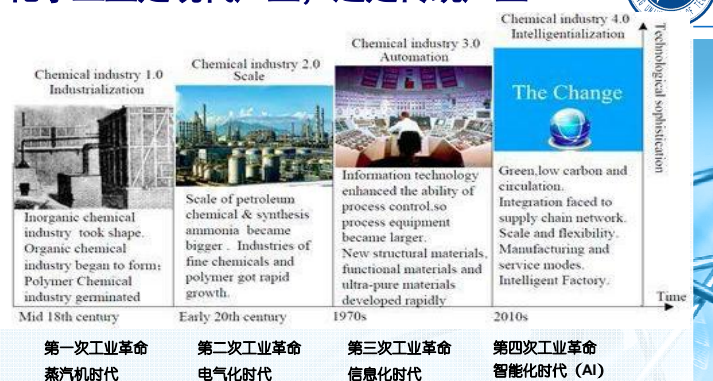 Chemical industry 4.0
Intelligentialization
Chemical industry 3.0
Automation
Chemical industry 2.0
Scale
Chemical industry 1.0
Industrialization
The Change
Technological sophistication
Inorganic chemical
industry took shape.
Organic chemical
industry began to form;
Polymer Chemical
industry germinated
Scale of petroleum
chemical & synthesis
ammonia became
bigger . Industries of
fine chemicals and
polymer got rapid
growth.
Information technology
enhanced the ability of
process control,so
process equipment
became larger.
New structural materials,
functional materials and
ultra-pure materials
developed rapidly
Green,low carbon and
circulation.
Integration faced to
supply chain network.
Scale and flexibility.
Manufacturing and
service modes.
Intelligent Factory.
Time
Mid 18th century
Early 20th century
1970s
2010s
第一次工业革命
蒸汽机时代
第二次工业革命
电气化时代
第三次工业革命
信息化时代
第四次工业革命
智能化时代（AI）